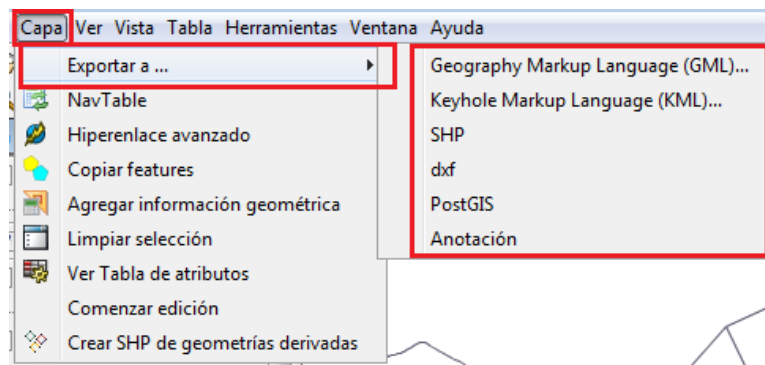 Capa Ver Vista Tabla Herramientas Ventana Ayuda
Exportar a ...
NavTable
Hiperenlace avanzado
Copiar features
Agregar información geométrica
Limpiar selección
Ver Tabla de atributos
Comenzar edición
Crear SHP de geometrías derivadas
Geography Markup Language (GML)...
Keyhole Markup Language (KML)...
SHP
dxf
PostGIS
Anotación